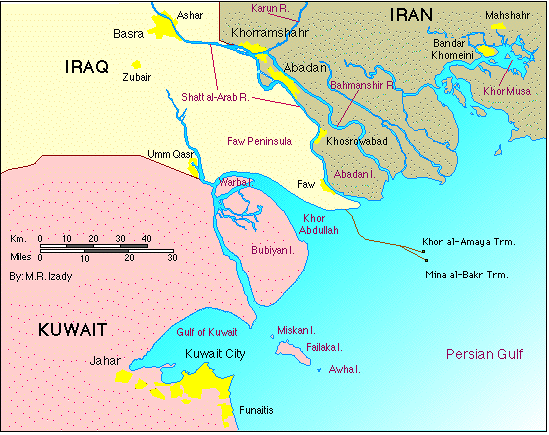 Ashar
Karun R.
IRAN
Mahshahr
Basra
Khorramshahr
Bandar
Khomeini
IRAQ
Abadan
Zubair
Bahmanshir R.
Khor Musa
Shatt al-Arab R.
Faw Peninsula
Khosrowabad
Umm Qasr
Warba I.
Faw
Abadan I.
Khor
Abdullah
Km. 0 10 20 30 40
Miles 0 10 20 30
Khor al-Amaya Trm.
Bubiyan I.
Mina al-Bakr Trm.
By: M.R. Izady
KUWAIT
Gulf of Kuwait
Miskan I.
Jahar
Kuwait City
Failaka I.
Persian Gulf
Awha I.
Funaitis